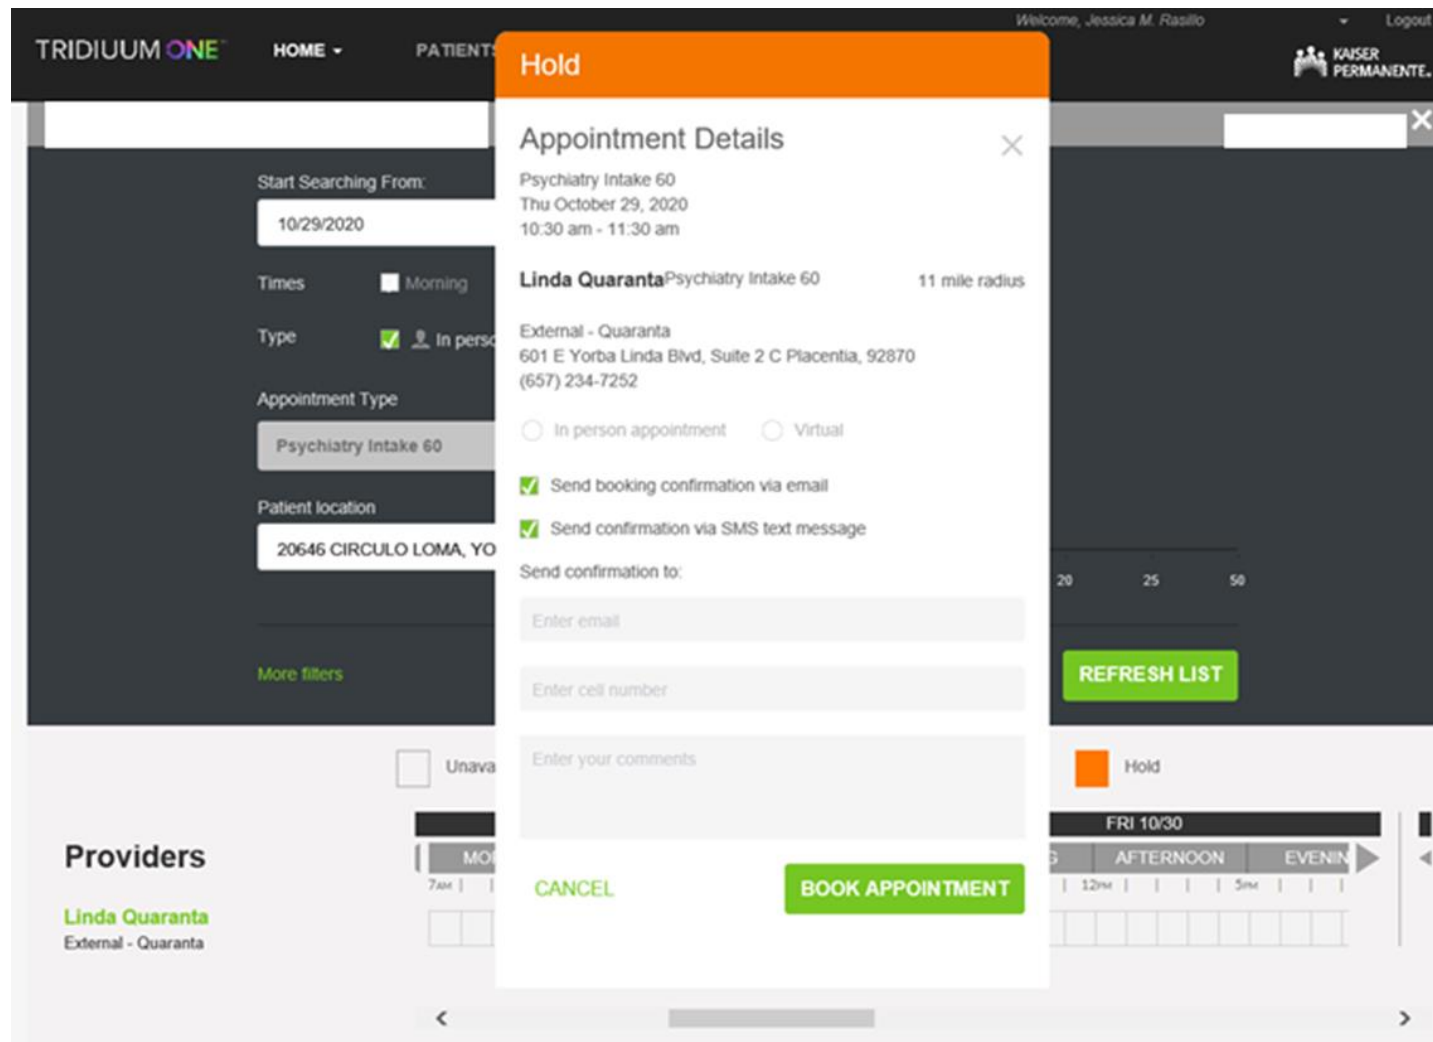 Welcome, Jessica M. Rasillo
Logout
TRIDIUUM ONE
HOME
PATIENTS
KAISER
PERMANENTE.
Hold
Appointment Details
Psychiatry Intake 60
Thu October 29, 2020
10:30 am - 11:30 am
Linda Quaranta Psychiatry Intake 60 11 mile radius
External - Quaranta
601 E Yorba Linda Blvd, Suite 2 C Placentia, 92870
(657) 234-7252
In person appointment Virtual
Send booking confirmation via email
Send confirmation via SMS text message
Send confirmation to:
Enter email
Enter cell number
Enter your comments
CANCEL
BOOK APPOINTMENT
Start Searching From:
10/29/2020
Times Morning
Type In perso
Appointment Type
Psychiatry Intake 60
Patient location
20646 CIRCULO LOMA, YO
20 25 50
More filters
REFRESH LIST
Unava
Hold
FRI 10/30
Providers
MOR
G AFTERNOON EVENIN
7AM
12PM 5PM
Linda Quaranta
External - Quaranta